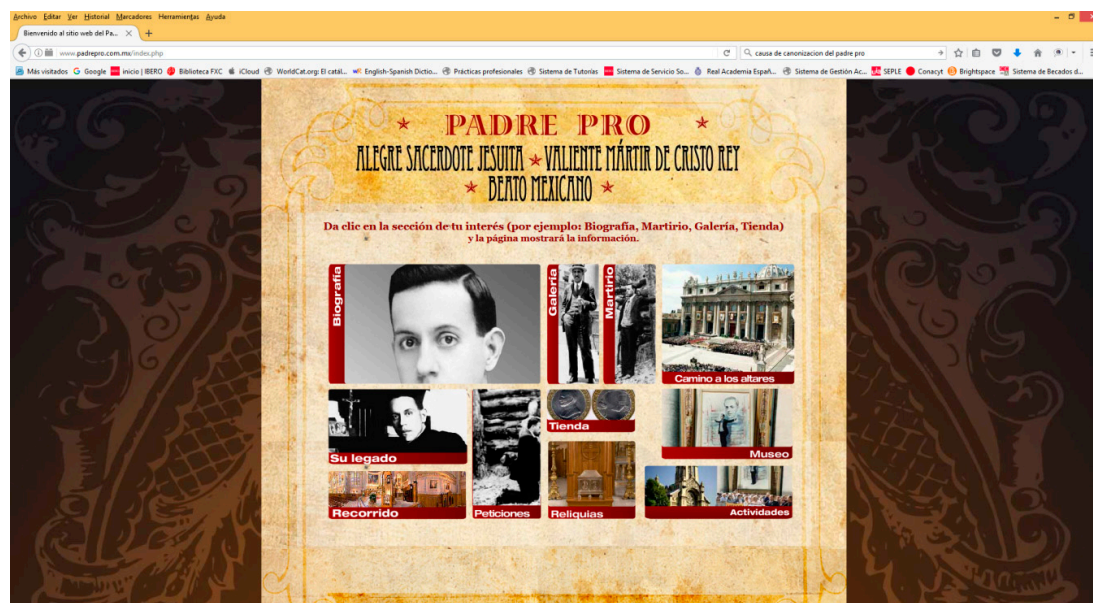 Archivo Editar Ver Historial Marcadores Herramientas Ayuda
Bienvenido al sitio web del Pa...
www.padrepro.com.mx/index.php
causa de canonizacion del padre pro
Más visitados Google inicio | IBERO Biblioteca FXC iCloud WorldCat.org: El catál... English-Spanish Dictio... Prácticas profesionales Sistema de Tutorías Sistema de Servicio So... Real Academia Españ... Sistema de Gestión Ac... SEPLE Conacyt Brightspace Sistema de Becados d...
PADRE PRO
ALEGRE SACERDOTE JESUITA VALIENTE MÁRTIR DE CRISTO REY
BEATO MEXICANO
Da clic en la sección de tu interés (por ejemplo: Biografía, Martirio, Galería, Tienda)
y la página mostrará la información.
Biografía
Galería
Martirio
Camino a los altares
Su legado
Peticiones
Tienda
Museo
Recorrido
Reliquias
Actividades